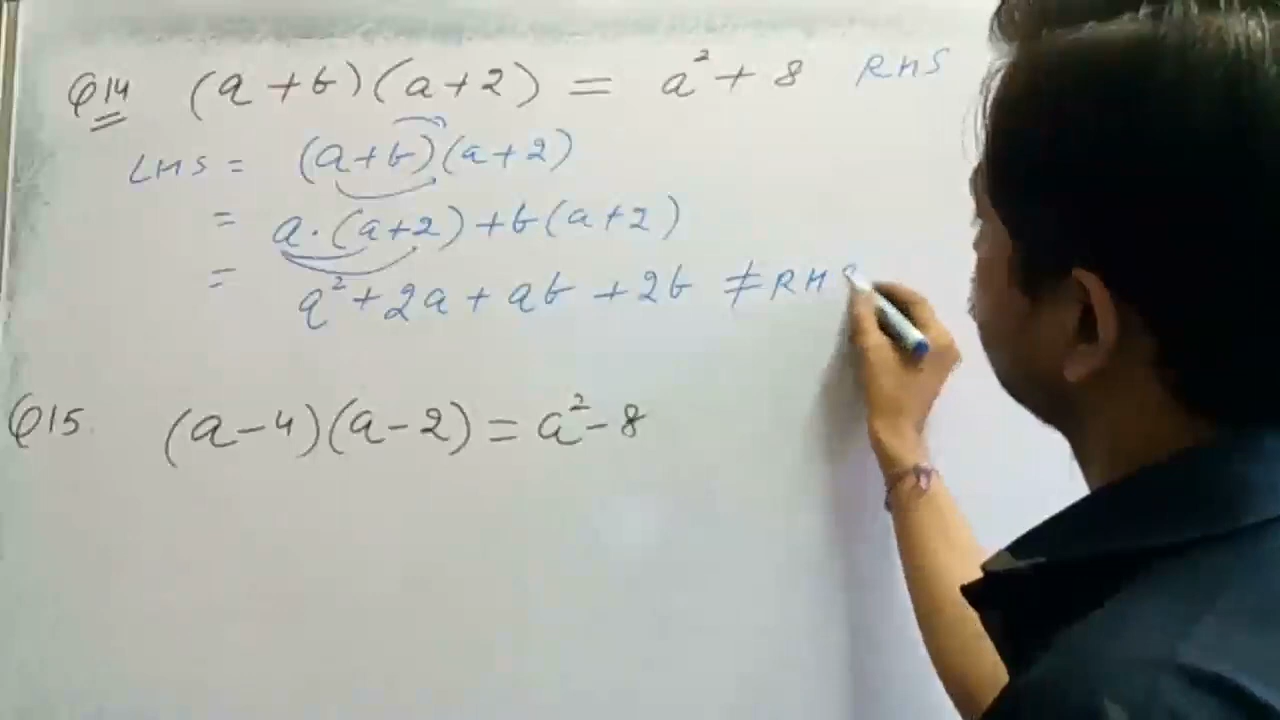 Q14 (a+b)(a+2) = a²+8 RHS
LHS = (a+b)(a+2)
= a·(a+2)+b(a+2)
= a²+2a+ab+2b ≠RHS
Q15. (a-4)(a-2)=a²-8